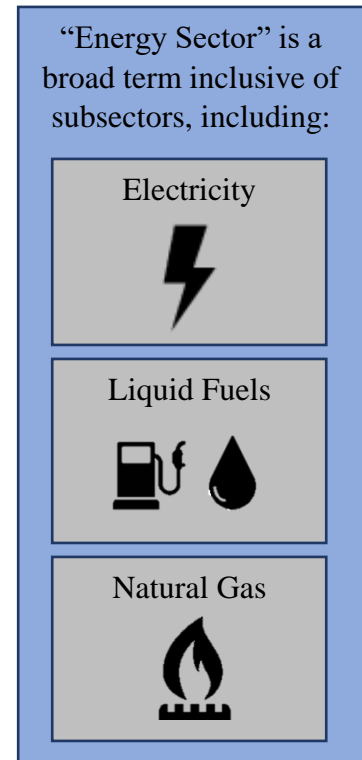 “Energy Sector” is a
broad term inclusive of
subsectors, including:
Electricity
Liquid Fuels
Natural Gas